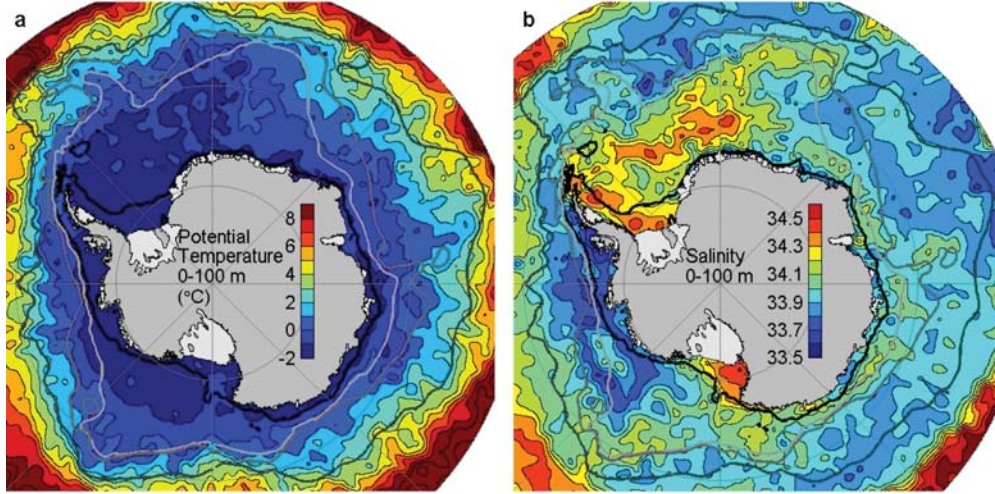 a
Potential
Temperature
0-100 m
(°C)
8
6
4
2
0
-2
b
Salinity
0-100 m
34.5
34.3
34.1
33.9
33.7
33.5